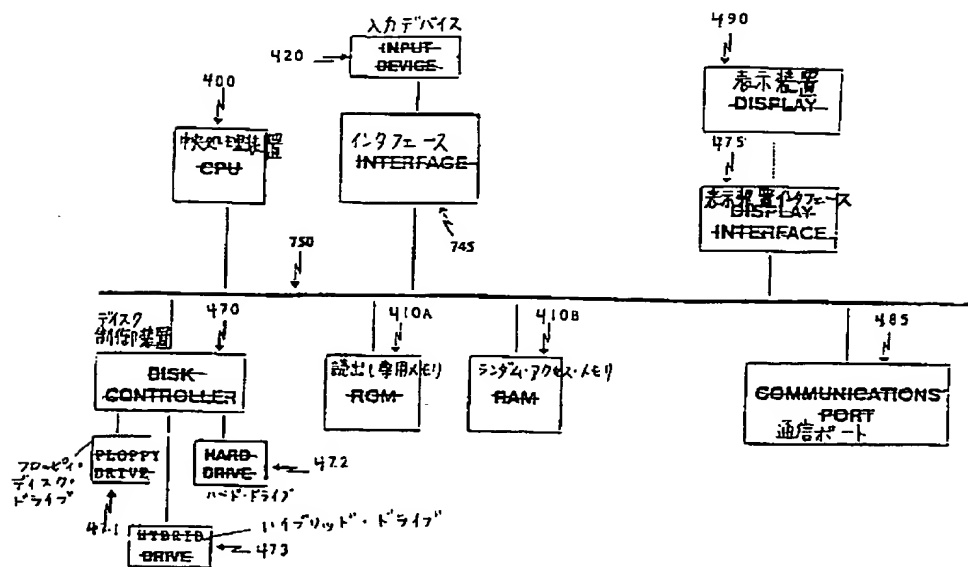 490
入力デバイス
420
INPUT
DEVICE
表示装置
DISPLAY
400
475
中央処理装置
CPU
インタフェース
INTERFACE
表示装置インタフェース
DISPLAY
INTERFACE
745
750
ディスク
制御装置
470
410A
410B
485
DISK
CONTROLLER
読出し専用メモリ
ROM
ランダム・アクセス・メモリ
RAM
COMMUNICATIONS
PORT
通信ポート
フロッピィ・
ディスク・
ドライブ
FLOPPY
DRIVE
HARD
DRIVE
472
ハード・ドライブ
471
HYBRID
DRIVE
ハイブリッド・ドライブ
473